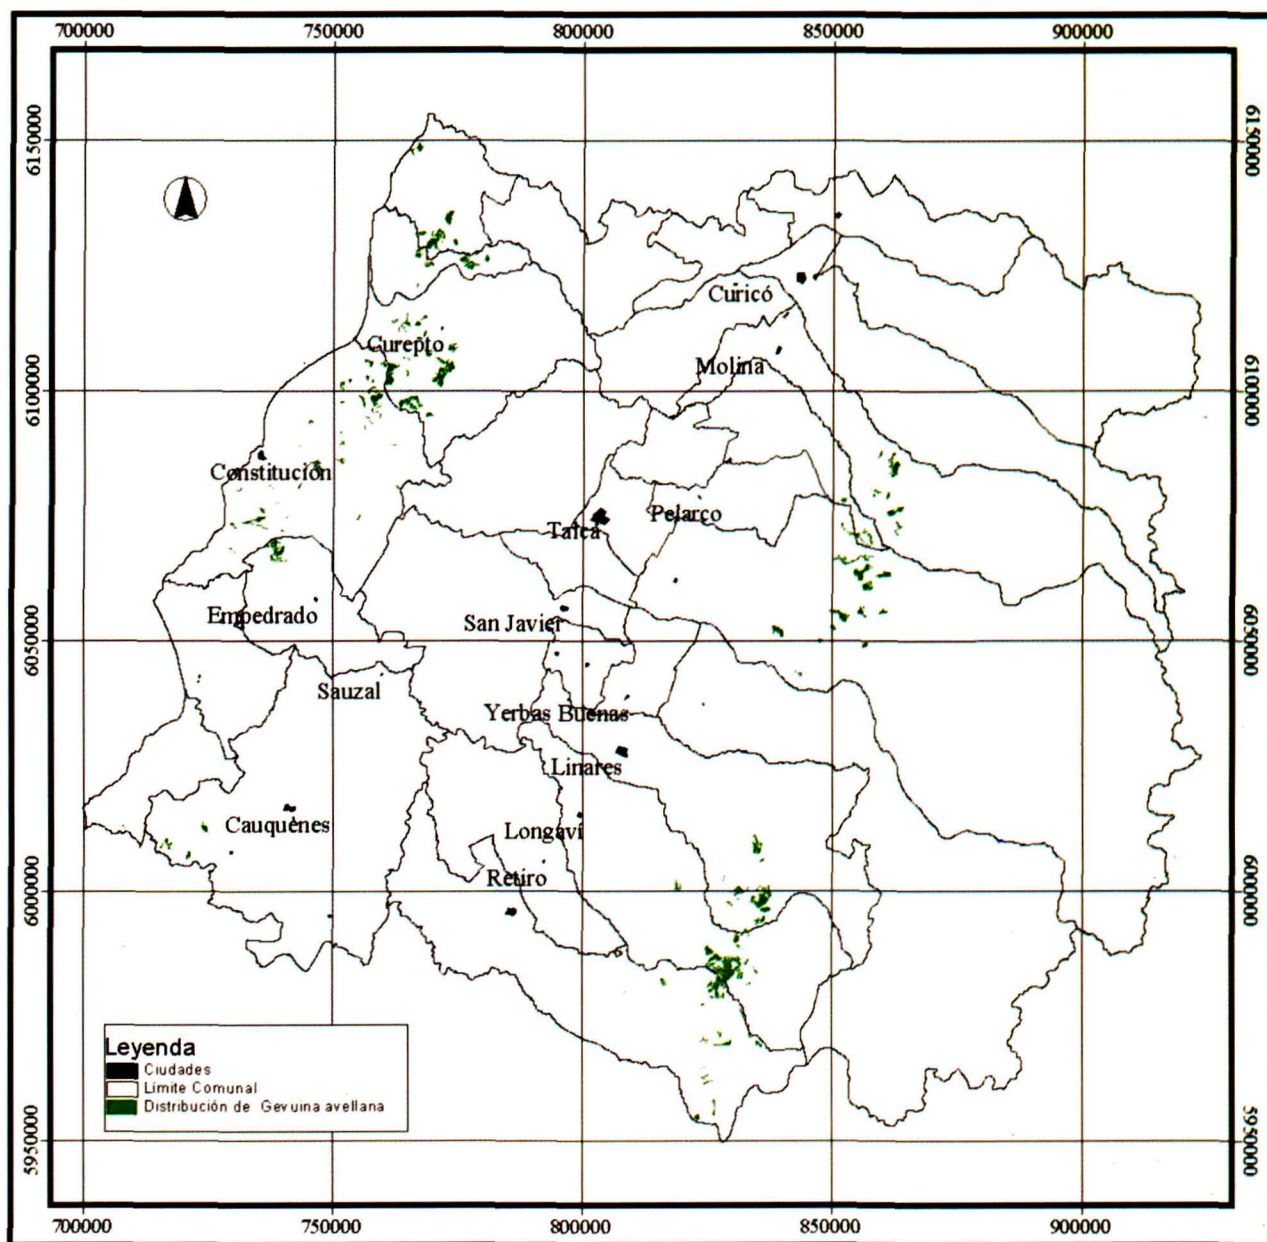 700000 750000 800000 850000 900000
6150000 6150000
Curicó
Curepto
Molina
6100000 6100000
Constitución
Pelarco
Talca
Empedrado
San Javier
6050000 6050000
Sauzal
Yerbas Buenas
Linares
Cauquenes
Longaví
Retiro
6000000 6000000
Leyenda
Ciudades
Límite Comunal
Distribución de Gevuina avellana
5950000 5950000
700000 750000 800000 850000 900000